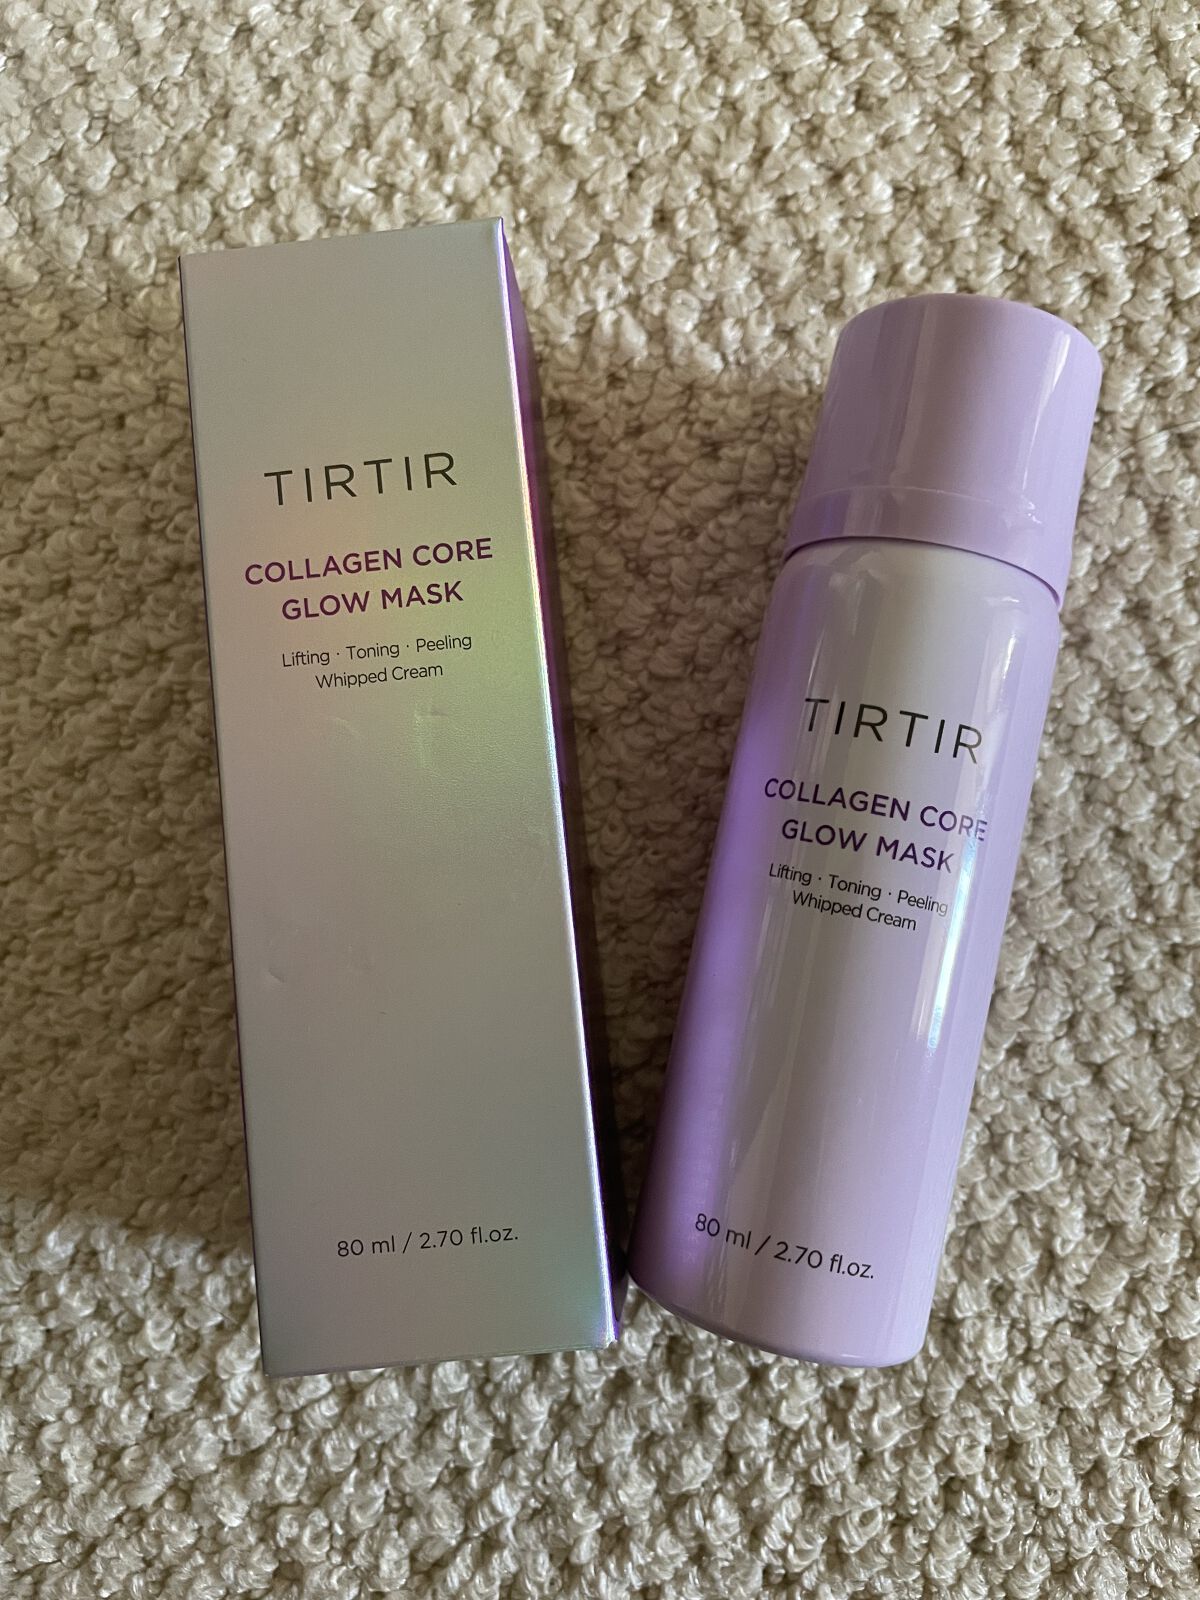 TIRTIR
COLLAGEN CORE
GLOW MASK
Lifting · Toning · Peeling
Whipped Cream
80 ml / 2.70 fl.oz.
TIRTIR
COLLAGEN CORE
GLOW MASK
Lifting · Toning · Peeling
Whipped Cream
80 ml / 2.70 fl.oz.